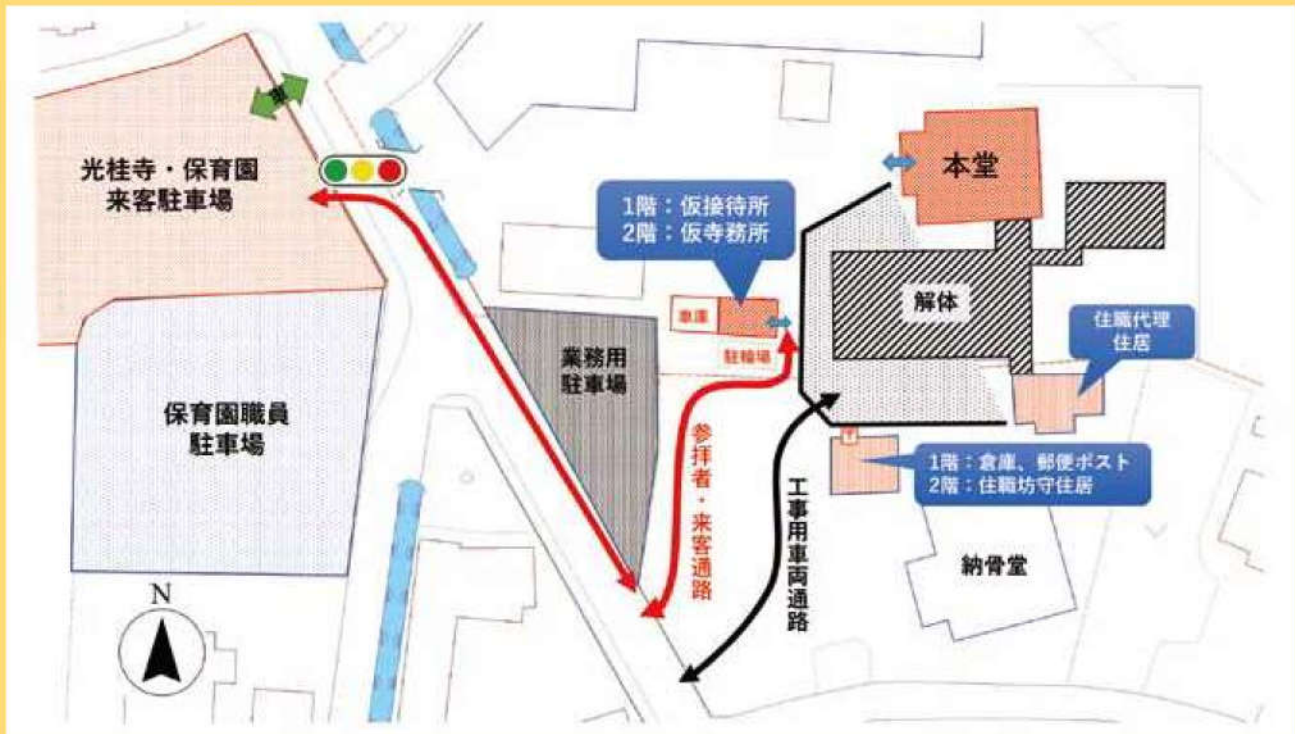 車
光桂寺・保育園
来客駐車場
本堂
1階：仮接待所
2階：仮寺務所
解体
車庫
駐輪場
住職代理
住居
業務用
駐車場
保育園職員
駐車場
参拝者・来客通路
工事用車両通路
〒
1階：倉庫、郵便ポスト
2階：住職坊守住居
納骨堂
N